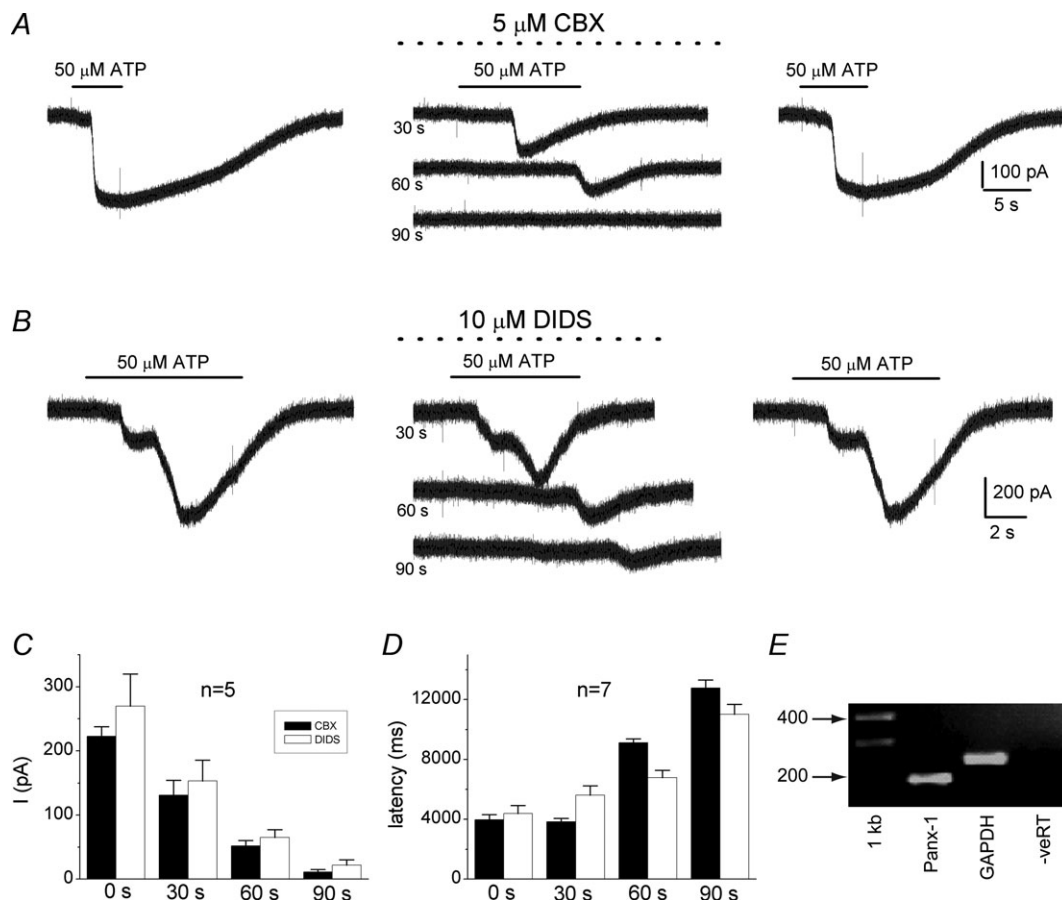 A
5 μM CBX
50 μM ATP
50 μM ATP
50 μM ATP
30 s
60 s
90 s
100 pA
5 s
B
10 μM DIDS
50 μM ATP
50 μM ATP
50 μM ATP
30 s
60 s
90 s
200 pA
2 s
C
I (pA)
300
200
100
0
n=5
CBX
DIDS
0 s 30 s 60 s 90 s
D
latency (ms)
12000
8000
4000
0
n=7
0 s 30 s 60 s 90 s
E
400
200
1 kb
Panx-1
GAPDH
-veRT